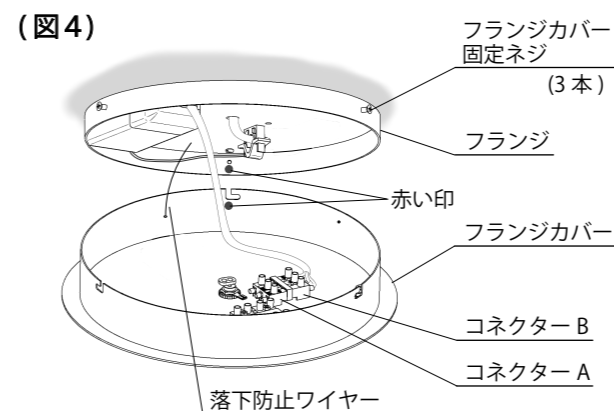 (図4)
フランジカバー
固定ネジ
(3 本)
フランジ
赤い印
フランジカバー
コネクター B
コネクター A
落下防止ワイヤー